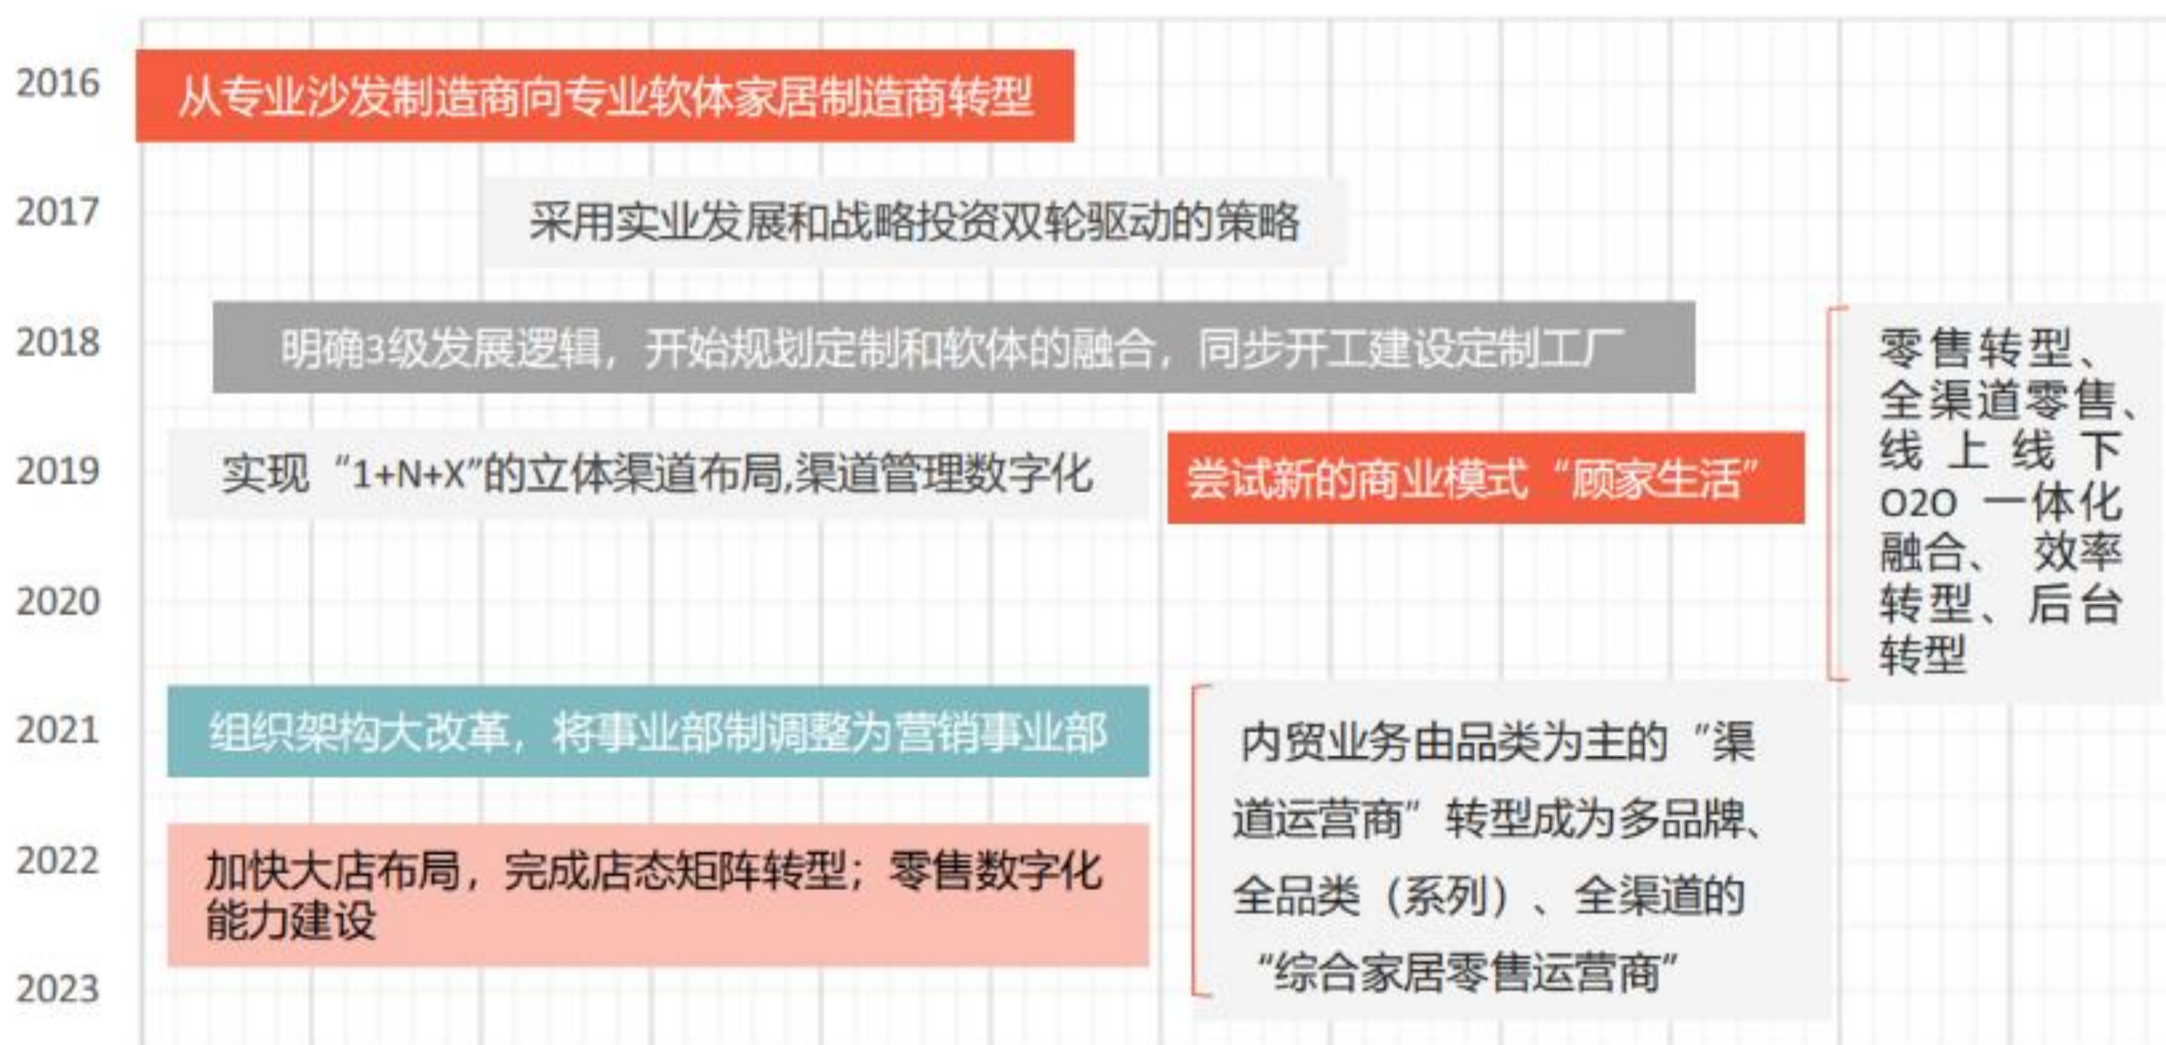 2016
从专业沙发制造商向专业软体家居制造商转型
2017
采用实业发展和战略投资双轮驱动的策略
2018
明确3级发展逻辑，开始规划定制和软体的融合，同步开工建设定制工厂
2019
实现“1+N+X”的立体渠道布局,渠道管理数字化
尝试新的商业模式“顾家生活”
零售转型、
全渠道零售、
线上线下
O2O 一体化
融合、效率
转型、后台
转型
2020
2021
组织架构大改革，将事业部制调整为营销事业部
2022
加快大店布局，完成店态矩阵转型；零售数字化
能力建设
内贸业务由品类为主的“渠
道运营商”转型成为多品牌、
全品类（系列）、全渠道的
“综合家居零售运营商”
2023